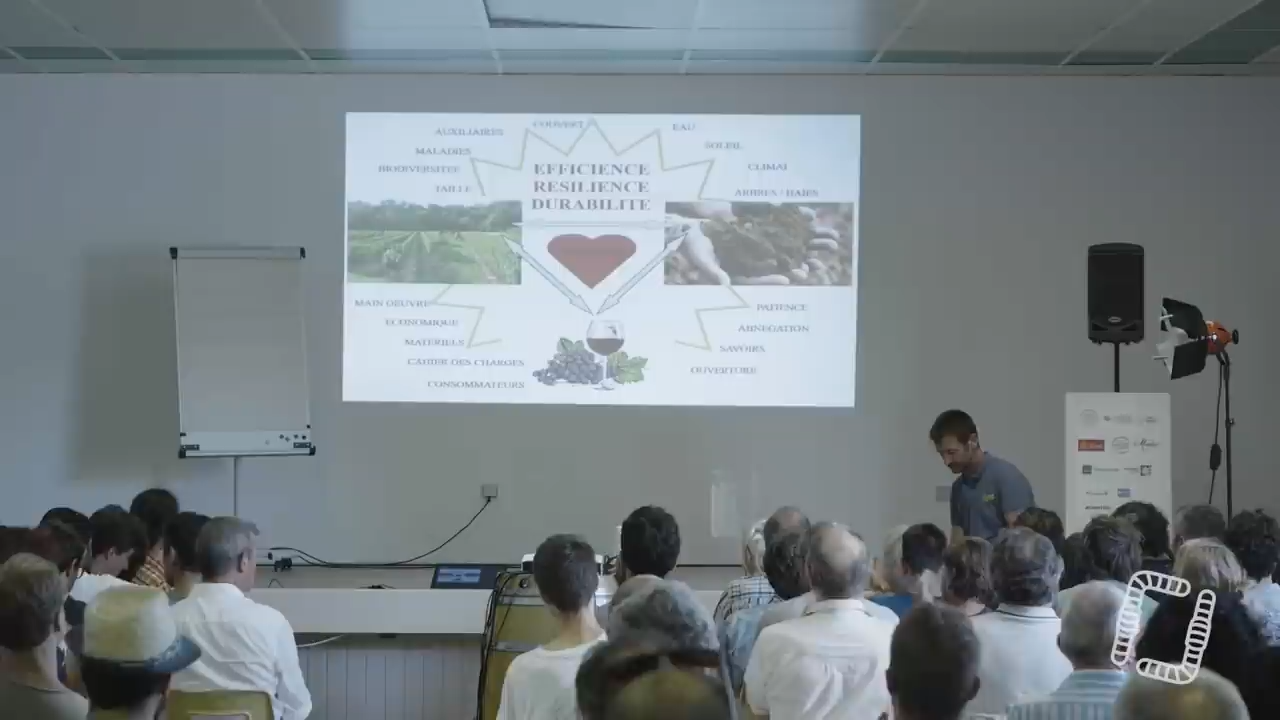 COUVERT
EAU
AUXILIAIRES
SOLEIL
MALADIES
CLIMAT
BIODIVERSITEE
TAILLE
ARBRES / HAIES
EFFICIENCE
RESILIENCE
DURABILITE
MAIN OEUVRE
PATIENCE
ECONOMIQUE
ABNEGATION
MATERIELS
SAVOIRS
CAHIER DES CHARGES
OUVERTURE
CONSOMMATEURS